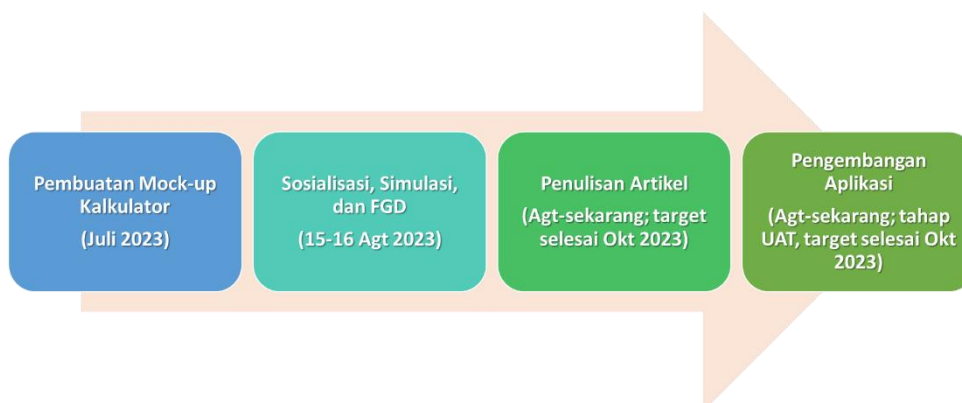 Pembuatan Mock-up
Kalkulator
(Juli 2023)
Sosialisasi, Simulasi,
dan FGD
(15-16 Agt 2023)
Penulisan Artikel
(Agt-sekarang; target
selesai Okt 2023)
Pengembangan
Aplikasi
(Agt-sekarang; tahap
UAT, target selesai Okt
2023)